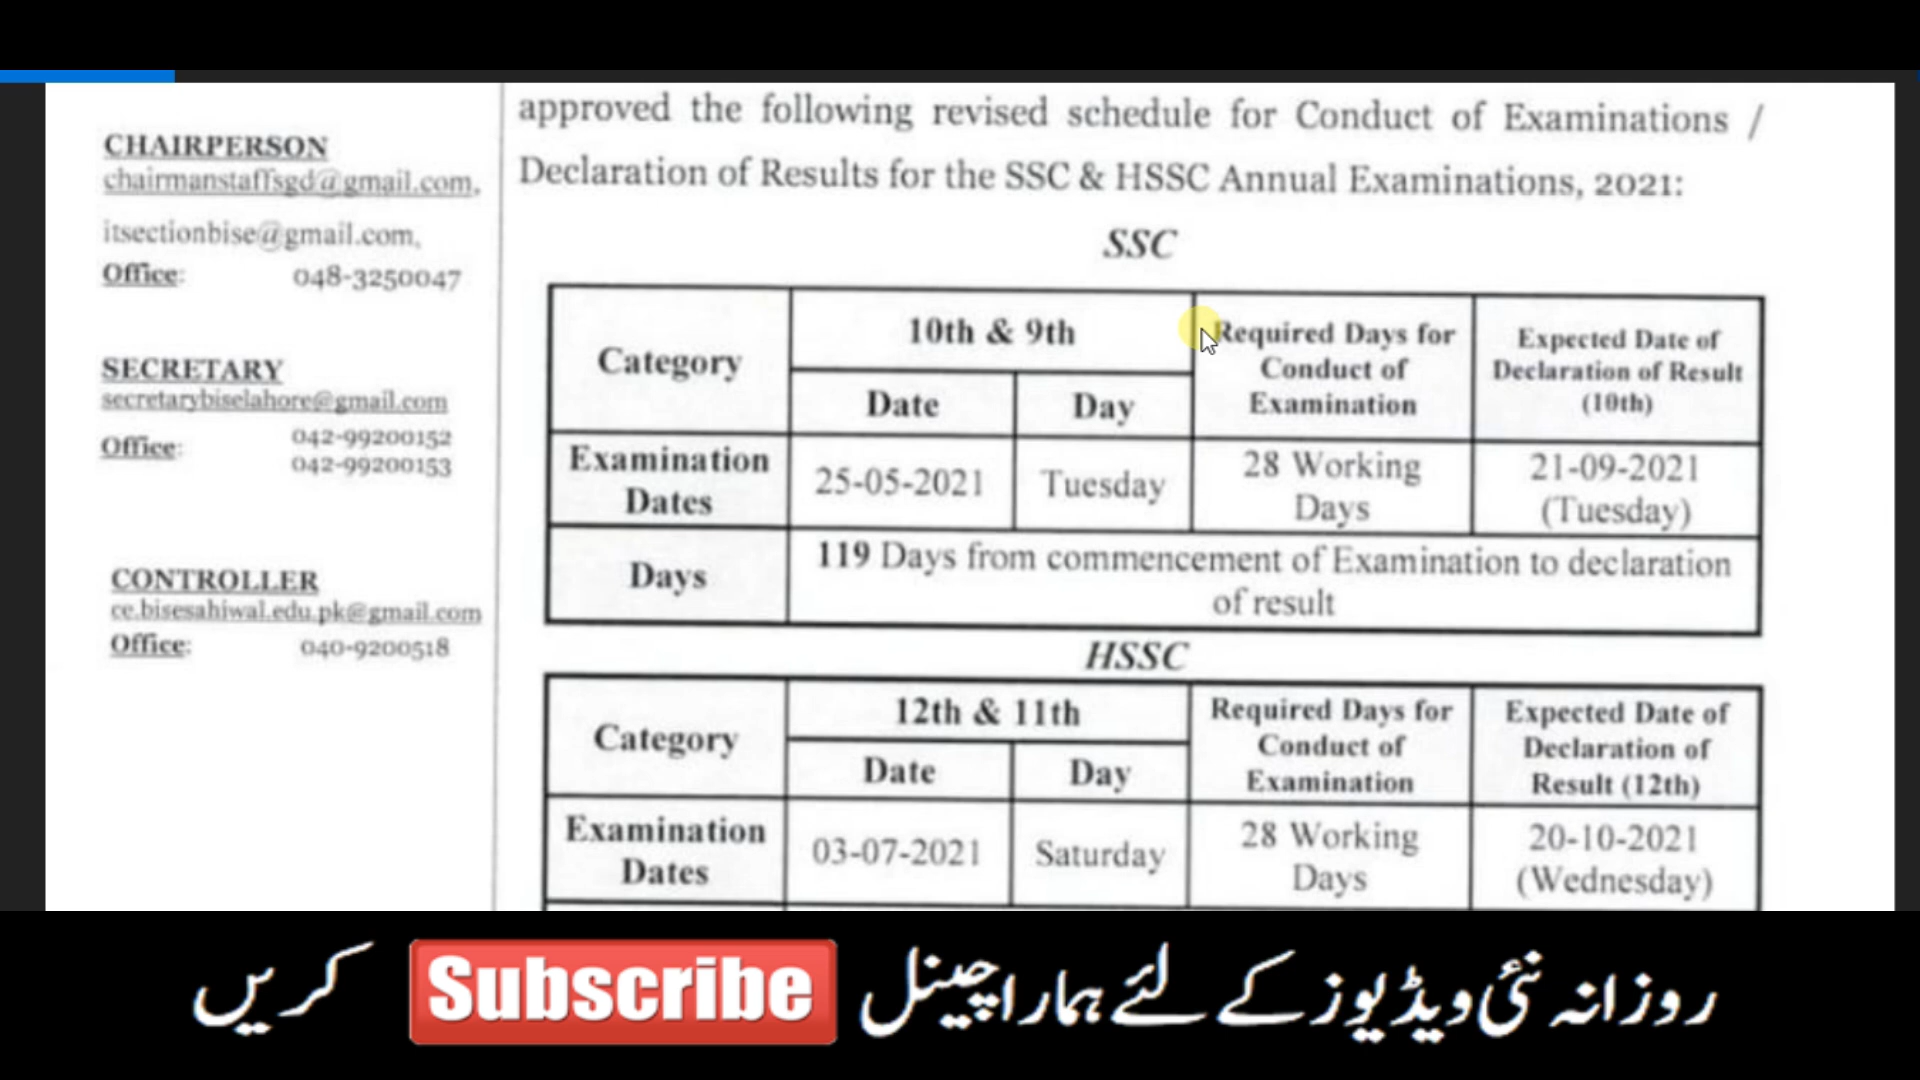 approved the following revised schedule for Conduct of Examinations /
Declaration of Results for the SSC & HSSC Annual Examinations, 2021:
CHAIRPERSON
chairmanstaffsgd@gmail.com,
itsectionbise@gmail.com,
Office: 048-3250047
SECRETARY
secretarybiselahore@gmail.com
Office: 042-99200152
042-99200153
CONTROLLER
ce.bisesahiwal.edu.pk@gmail.com
Office: 040-9200518
SSC
Category
10th & 9th
Date
Day
Required Days for
Conduct of
Examination
Expected Date of
Declaration of Result
(10th)
Examination
Dates
25-05-2021
Tuesday
28 Working
Days
21-09-2021
(Tuesday)
Days
119 Days from commencement of Examination to declaration
of result
HSSC
Category
12th & 11th
Date
Day
Required Days for
Conduct of
Examination
Expected Date of
Declaration of
Result (12th)
Examination
Dates
03-07-2021
Saturday
28 Working
Days
20-10-2021
(Wednesday)
روزانہ نئی ویڈیوز کے لئے ہمارا چینل Subscribe کریں